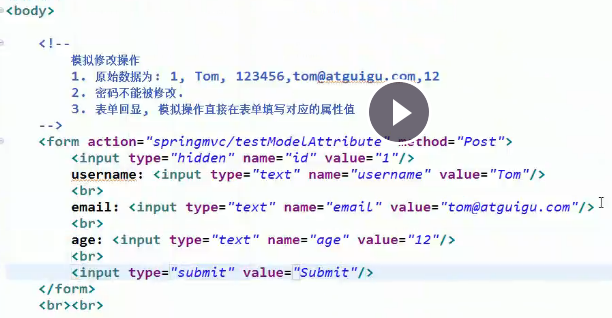 <body>
<!--
模拟修改操作
1. 原始数据为: 1, Tom, 123456,tom@atguigu.com,12
2. 密码不能被修改.
3. 表单回显, 模拟操作直接在表单填写对应的属性值
-->
<form action="springmvc/testModelAttribute" method="Post">
<input type="hidden" name="id" value="1"/>
username: <input type="text" name="username" value="Tom"/>
<br>
email: <input type="text" name="email" value="tom@atguigu.com"/>
<br>
age: <input type="text" name="age" value="12"/>
<br>
<input type="submit" value="Submit"/>
</form>
<br><br>